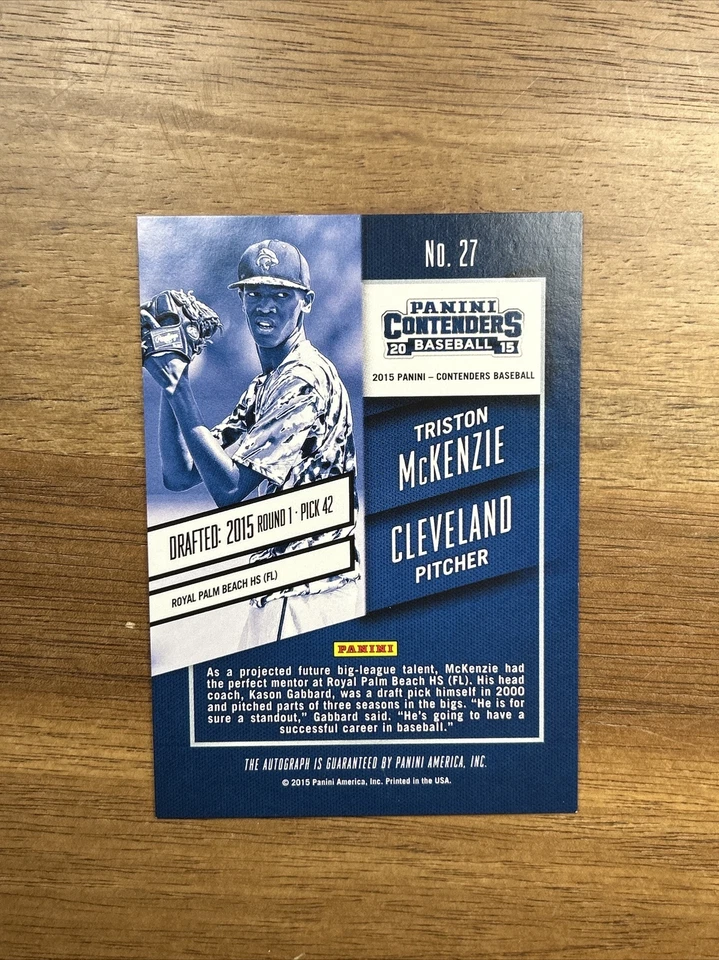 No. 27
PANINI
CONTENDERS
20 BASEBALL 15
2015 PANINI – CONTENDERS BASEBALL
TRISTON
McKENZIE
CLEVELAND
PITCHER
Rawlings
DRAFTED: 2015 ROUND 1 · PICK 42
ROYAL PALM BEACH HS (FL)
PANINI
As a projected future big-league talent, McKenzie had
the perfect mentor at Royal Palm Beach HS (FL). His head
coach, Kason Gabbard, was a draft pick himself in 2000
and pitched parts of three seasons in the bigs. “He is for
sure a standout,” Gabbard said. “He’s going to have a
successful career in baseball.”
THE AUTOGRAPH IS GUARANTEED BY PANINI AMERICA, INC.
© 2015 Panini America, Inc. Printed in the USA.